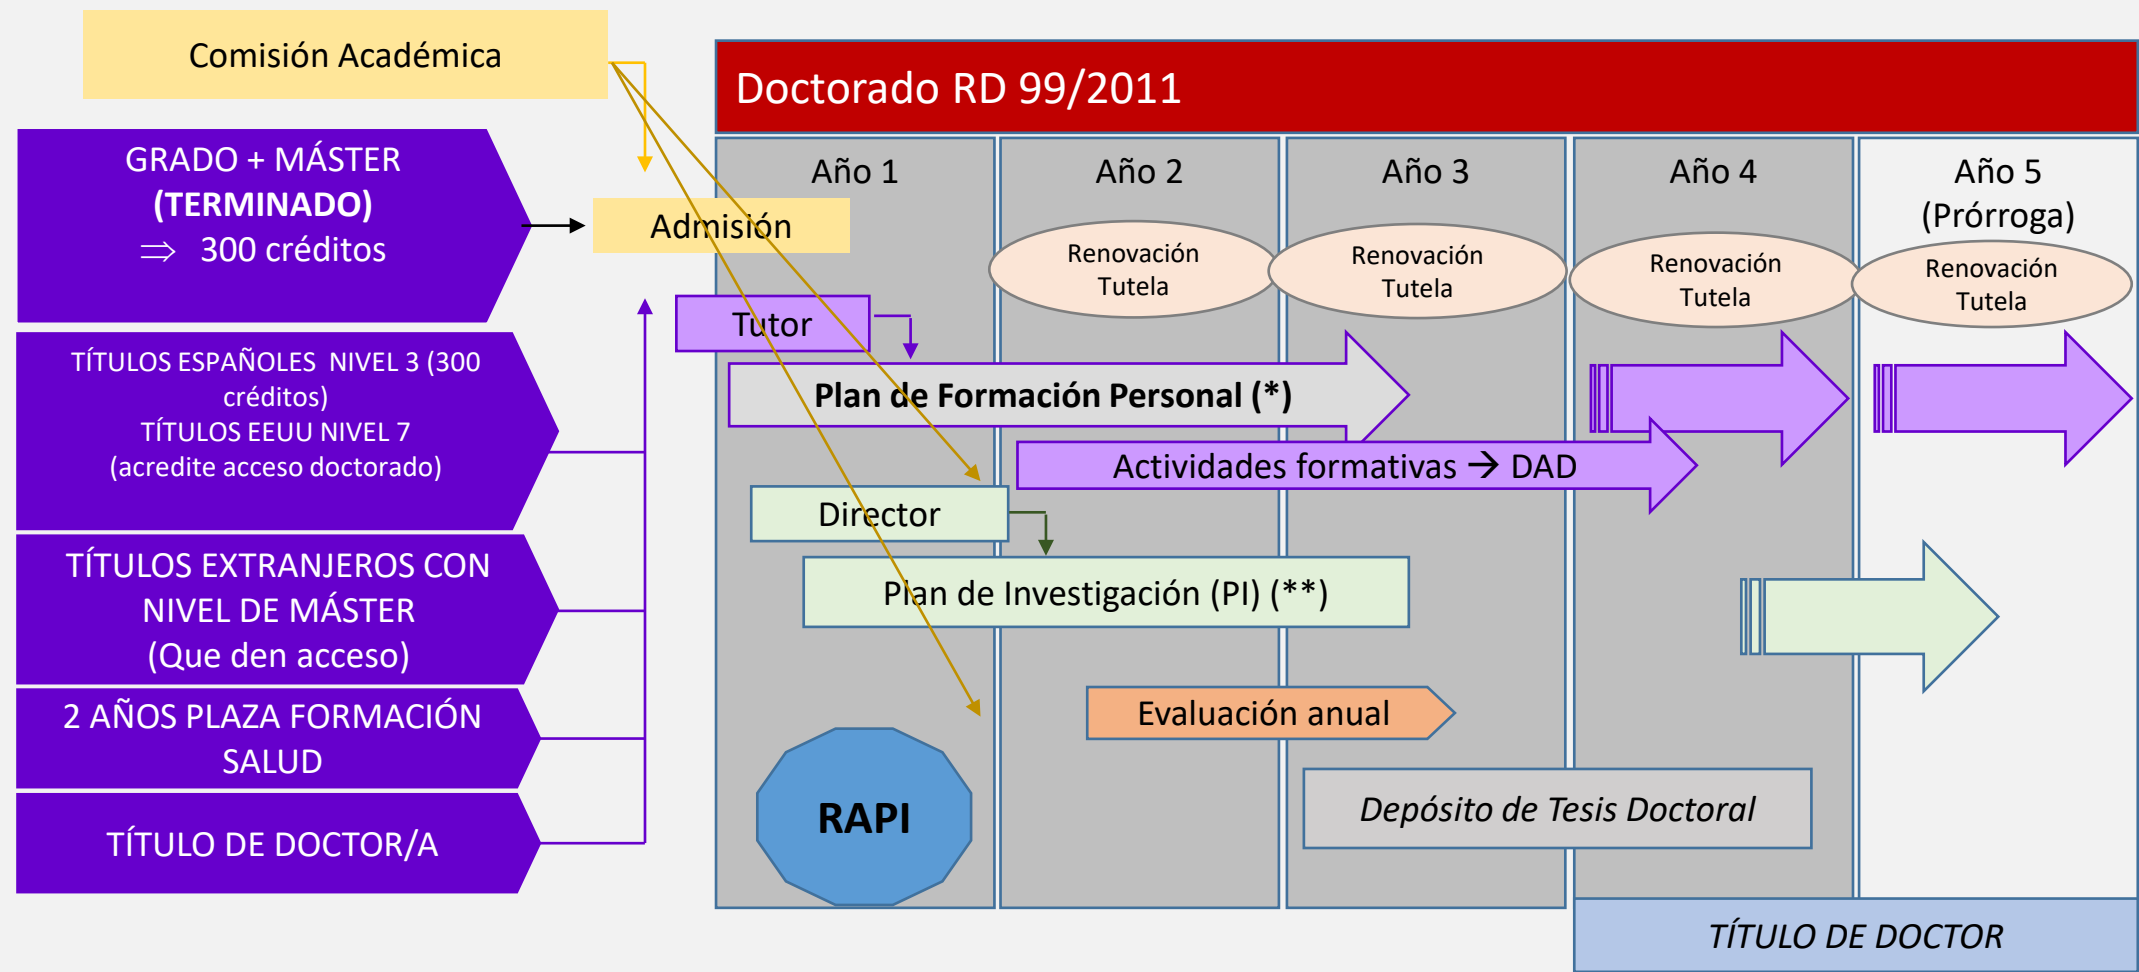 Comisión Académica
Doctorado RD 99/2011
GRADO + MÁSTER
(TERMINADO)
⇒ 300 créditos
TÍTULOS ESPAÑOLES NIVEL 3 (300
créditos)
TÍTULOS EEUU NIVEL 7
(acredite acceso doctorado)
TÍTULOS EXTRANJEROS CON
NIVEL DE MÁSTER
(Que den acceso)
2 AÑOS PLAZA FORMACIÓN
SALUD
TÍTULO DE DOCTOR/A
Admisión
Año 1
Año 2
Año 3
Año 4
Año 5
(Prórroga)
Renovación
Tutela
Renovación
Tutela
Renovación
Tutela
Renovación
Tutela
Tutor
Plan de Formación Personal (*)
Actividades formativas → DAD
Director
Plan de Investigación (PI) (**)
Evaluación anual
RAPI
Depósito de Tesis Doctoral
TÍTULO DE DOCTOR